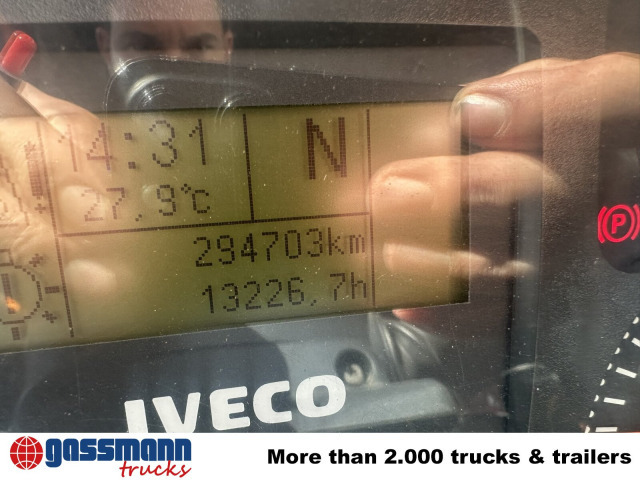 14:31
N
27,9°C
294703km
13226,7h
P
IVECO
gassmann
trucks
More than 2.000 trucks & trailers